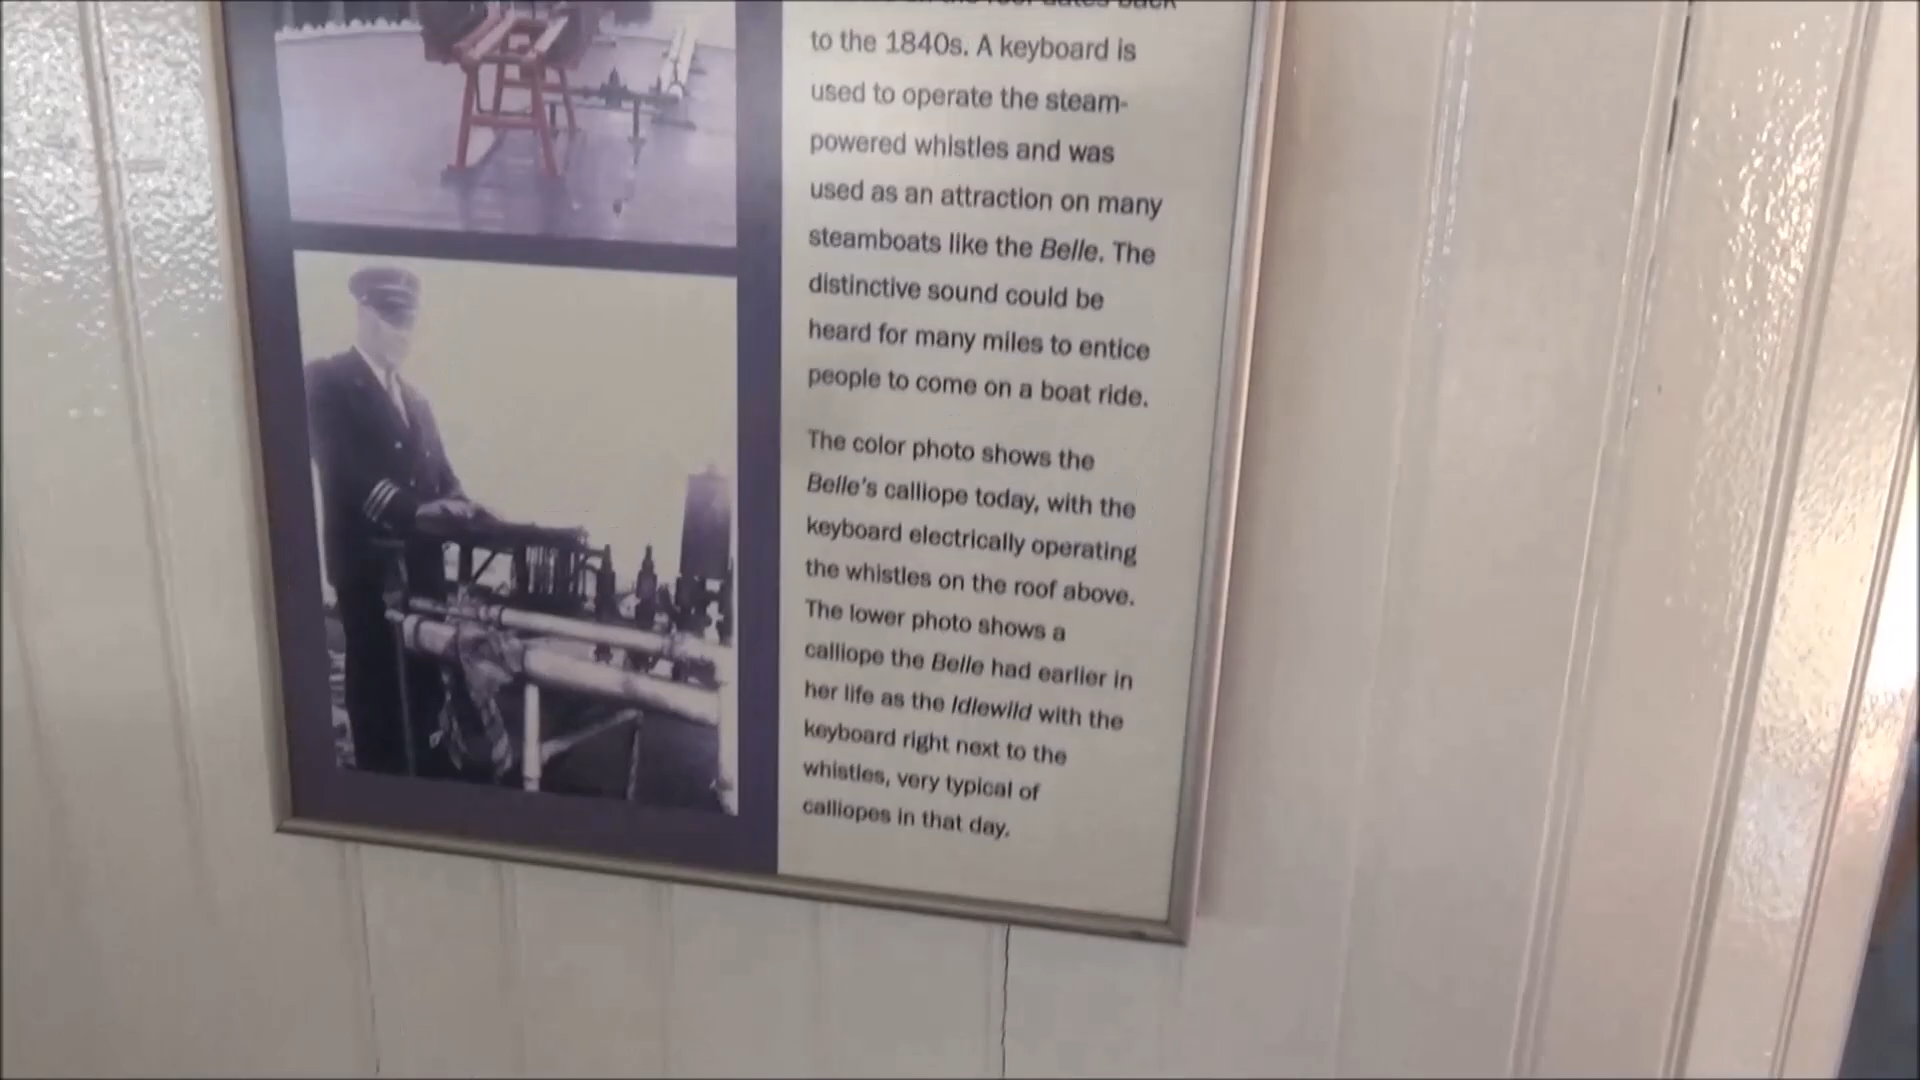 the roof dates back
to the 1840s. A keyboard is
used to operate the steam-
powered whistles and was
used as an attraction on many
steamboats like the Belle. The
distinctive sound could be
heard for many miles to entice
people to come on a boat ride.
The color photo shows the
Belle's calliope today, with the
keyboard electrically operating
the whistles on the roof above.
The lower photo shows a
calliope the Belle had earlier in
her life as the Idlewild with the
keyboard right next to the
whistles, very typical of
calliopes in that day.